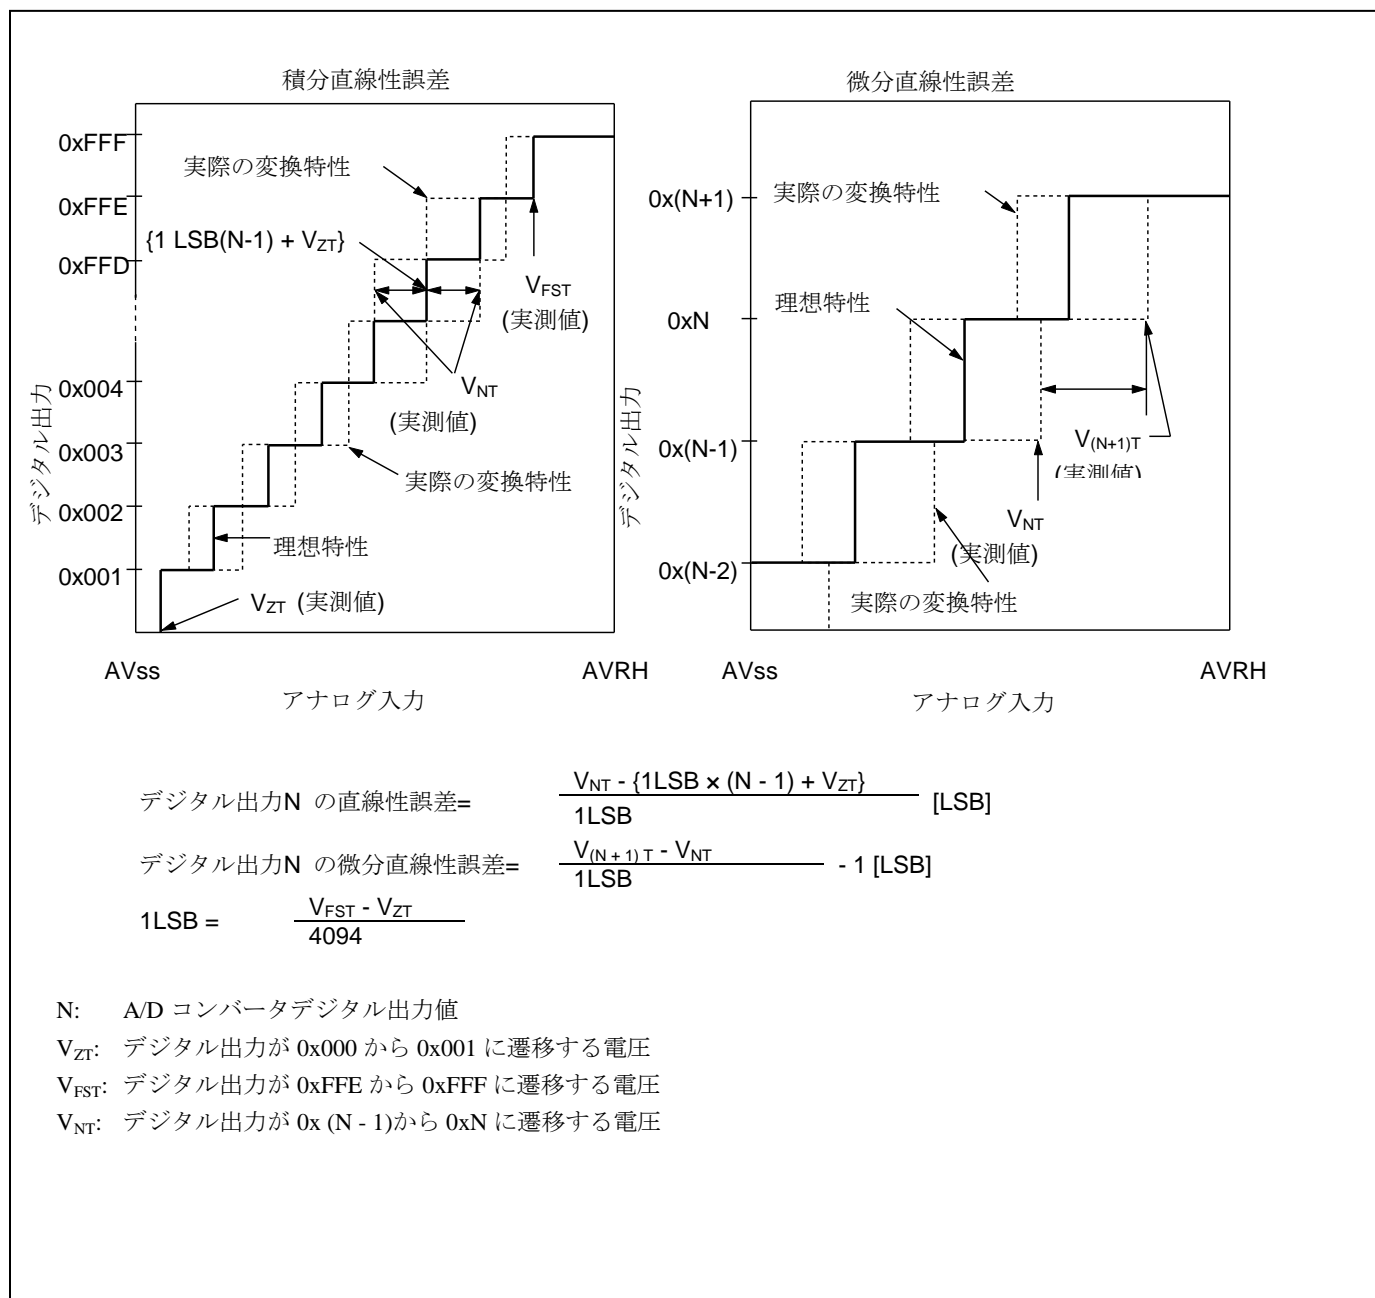 積分直線性誤差
0xFFF
0xFFE
0xFFD
0x004
0x003
0x002
0x001
デジタル出力
実際の変換特性
{1 LSB(N-1) + VZT}
VFST
(実測値)
VNT
(実測値)
実際の変換特性
理想特性
VZT (実測値)
AVss
AVRH
アナログ入力
微分直線性誤差
0x(N+1)
0xN
0x(N-1)
0x(N-2)
デジタル出力
実際の変換特性
理想特性
V(N+1)T
(実測値)
VNT
(実測値)
実際の変換特性
AVss
AVRH
アナログ入力
デジタル出力N の直線性誤差=
VNT - {1LSB × (N - 1) + VZT}
1LSB
[LSB]
デジタル出力N の微分直線性誤差=
V(N + 1) T - VNT
1LSB
- 1 [LSB]
1LSB =
VFST - VZT
4094
N: A/D コンバータデジタル出力値
VZT: デジタル出力が 0x000 から 0x001 に遷移する電圧
VFST: デジタル出力が 0xFFE から 0xFFF に遷移する電圧
VNT: デジタル出力が 0x (N - 1)から 0xN に遷移する電圧